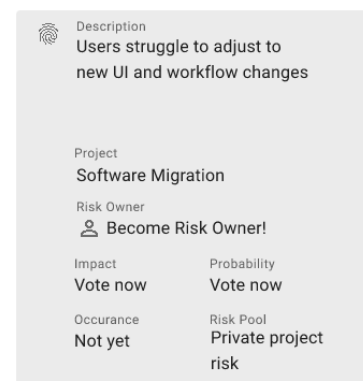 Description
Users struggle to adjust to
new UI and workflow changes
Project
Software Migration
Risk Owner
Become Risk Owner!
Impact
Probability
Vote now
Vote now
Occurance
Risk Pool
Not yet
Private project
risk